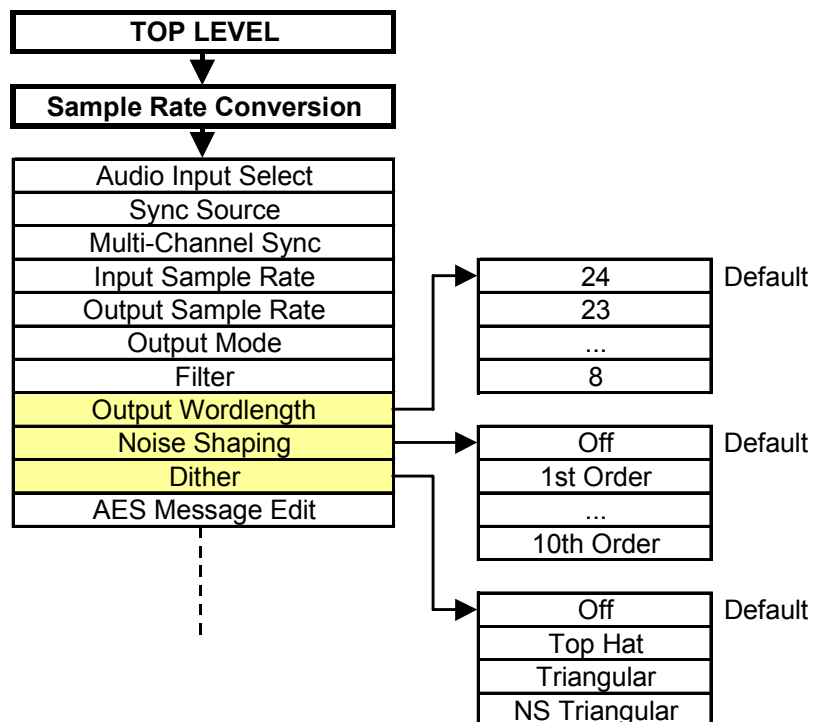 TOP LEVEL
Sample Rate Conversion
Audio Input Select
Sync Source
Multi-Channel Sync
Input Sample Rate
Output Sample Rate
Output Mode
Filter
Output Wordlength
Noise Shaping
Dither
AES Message Edit
24 Default
23
...
8
Off Default
1st Order
...
10th Order
Off Default
Top Hat
Triangular
NS Triangular